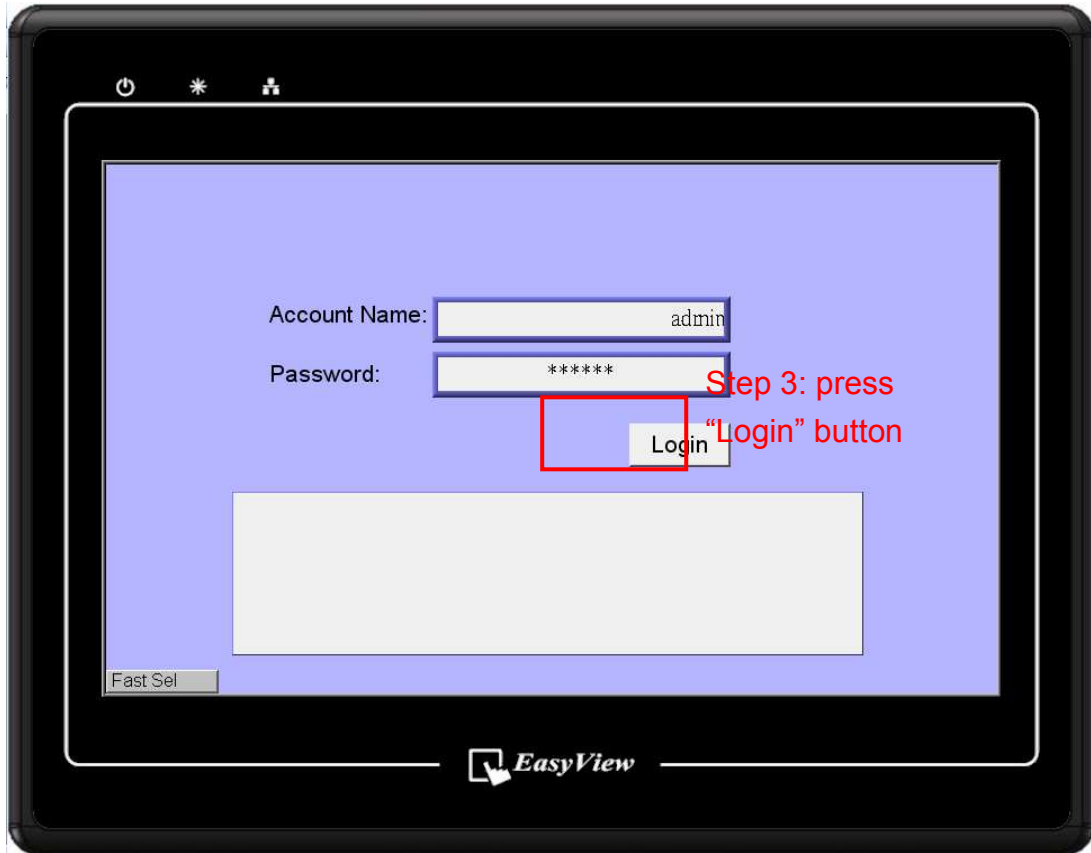 Account Name:
admin
Password:
******
Step 3: press
“Login” button
Login
Fast Sel
EasyView